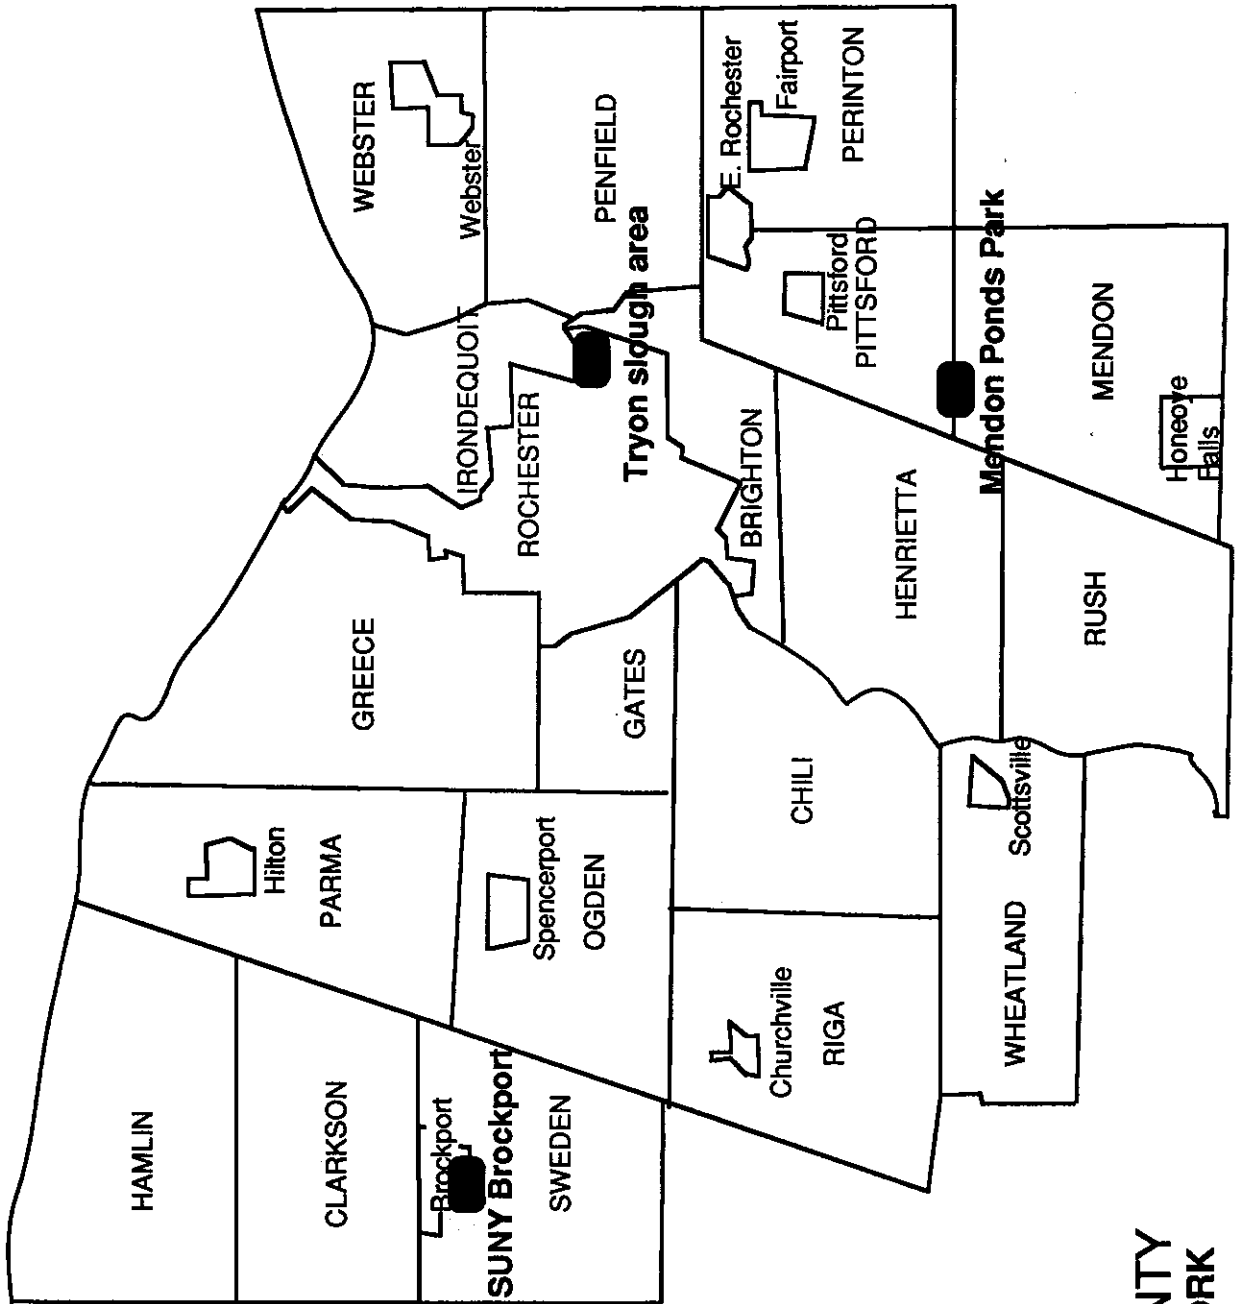 HAMLIN
Hilton
PARMA
CLARKSON
GREECE
WEBSTER
Brockport
IRONDEQUOIT
Webster
SUNY Brockport
ROCHESTER
Spencerport
SWEDEN
OGDEN
PENFIELD
GATES
Tryon slough area
E. Rochester
BRIGHTON
Churchville
Fairport
CHILI
RIGA
Pittsford
PERINTON
PITTSFORD
HENRIETTA
Mendon Ponds Park
WHEATLAND
Scottsville
RUSH
MENDON
NTY
ORK
Honeoye
Falls